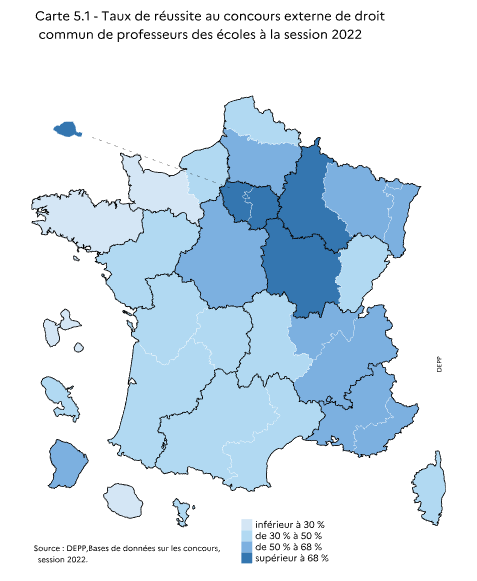 Carte 5.1 - Taux de réussite au concours externe de droit
commun de professeurs des écoles à la session 2022
DEPP
inférieur à 30 %
de 30 % à 50 %
de 50 % à 68 %
supérieur à 68 %
Source : DEPP,Bases de données sur les concours,
session 2022.